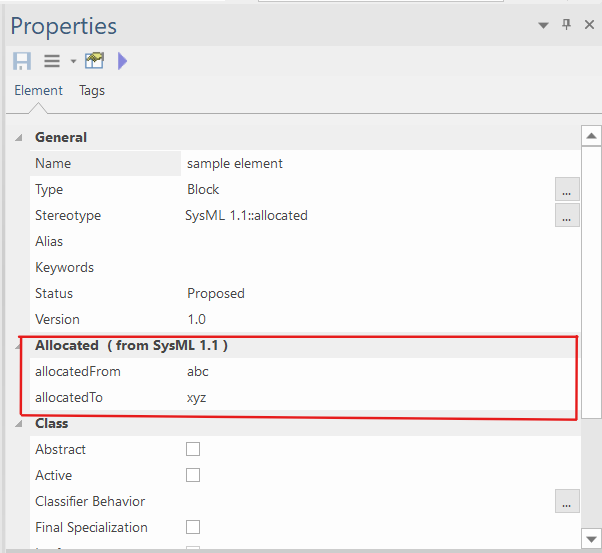 Properties
Element Tags
General
Name sample element
Type Block ...
Stereotype SysML 1.1::allocated ...
Alias
Keywords
Status Proposed
Version 1.0
Allocated ( from SysML 1.1 )
allocatedFrom abc
allocatedTo xyz
Class
Abstract
Active
Classifier Behavior ...
Final Specialization